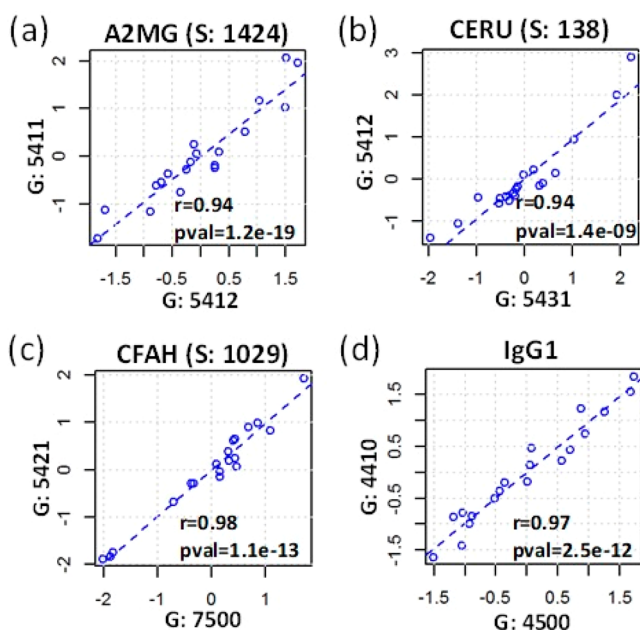 (a)
A2MG (S: 1424)
2
1
0
-1
G: 5411
r=0.94
pval=1.2e-19
-1.5
-0.5
0.5
1.5
G: 5412
(b)
CERU (S: 138)
3
2
1
0
-1
G: 5412
r=0.94
pval=1.4e-09
-2
-1
0
1
2
G: 5431
(c)
CFAH (S: 1029)
2
1
0
-1
-2
G: 5421
r=0.98
pval=1.1e-13
-2
-1
0
1
G: 7500
(d)
IgG1
1.5
0.5
-0.5
-1.5
G: 4410
r=0.97
pval=2.5e-12
-1.5
-0.5
0.5
1.5
G: 4500